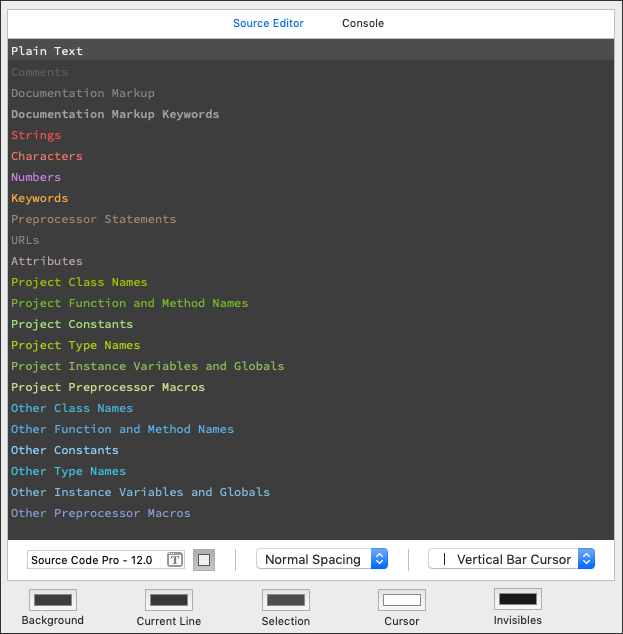 Source Editor Console
Plain Text
Comments
Documentation Markup
Documentation Markup Keywords
Strings
Characters
Numbers
Keywords
Preprocessor Statements
URLs
Attributes
Project Class Names
Project Function and Method Names
Project Constants
Project Type Names
Project Instance Variables and Globals
Project Preprocessor Macros
Other Class Names
Other Function and Method Names
Other Constants
Other Type Names
Other Instance Variables and Globals
Other Preprocessor Macros
Source Code Pro - 12.0 T Normal Spacing | Vertical Bar Cursor
Background Current Line Selection Cursor Invisibles